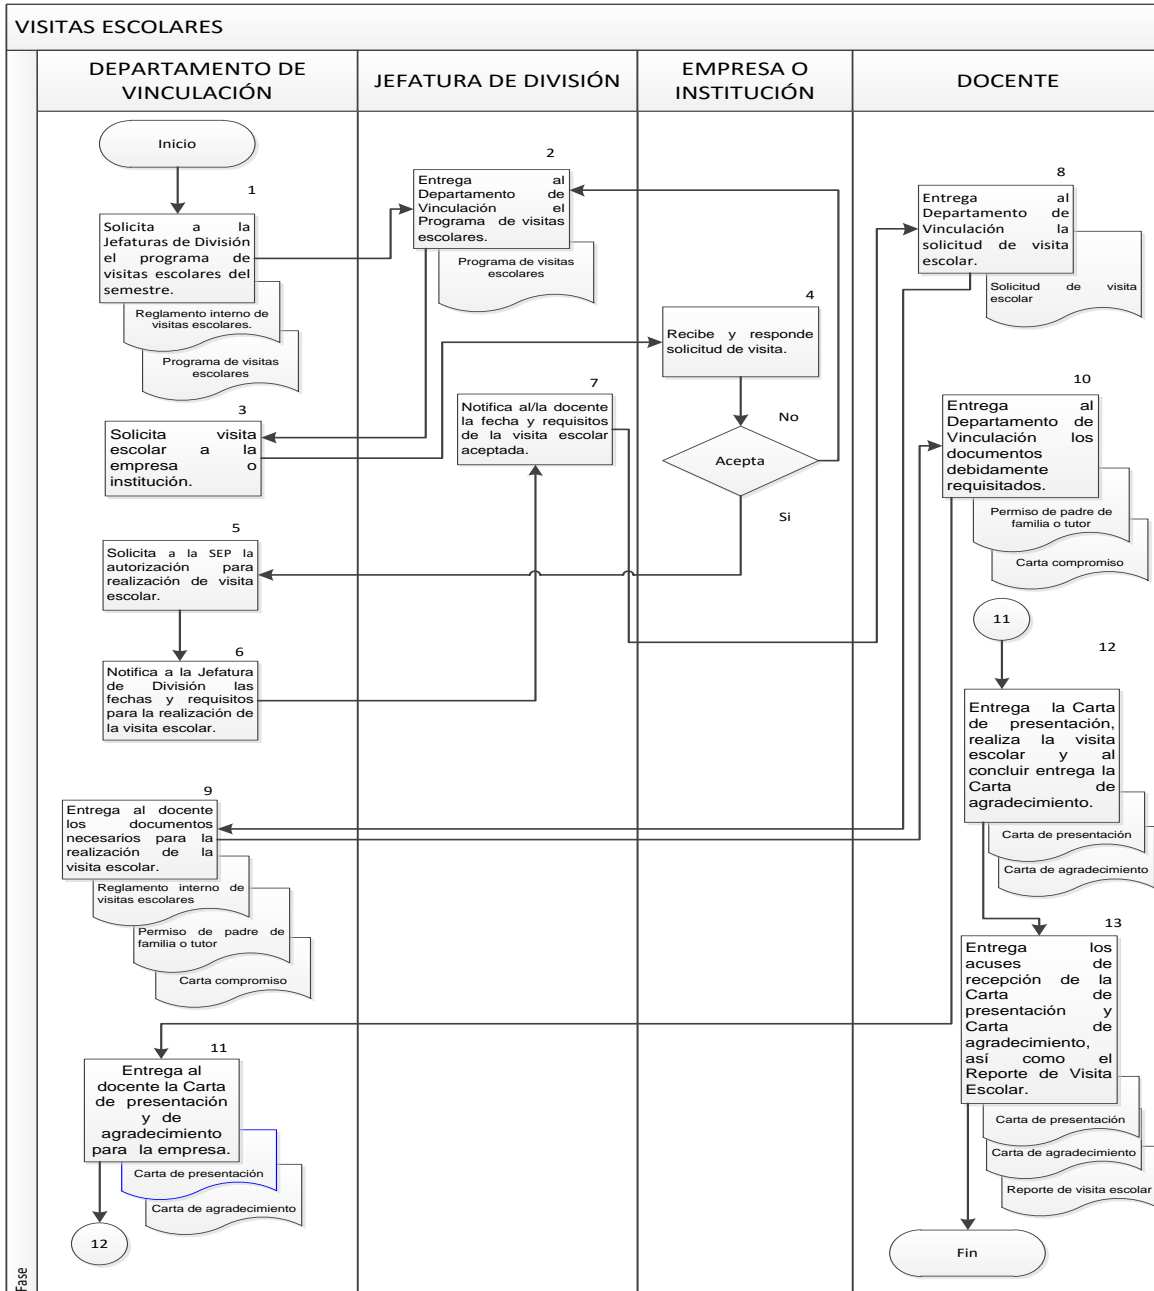 VISITAS ESCOLARES
DEPARTAMENTO DE
VINCULACIÓN
JEFATURA DE DIVISIÓN
EMPRESA O
INSTITUCIÓN
DOCENTE
Inicio
1
Solicita a la
Jefaturas de División
el programa de
visitas escolares del
semestre.
Reglamento interno de
visitas escolares.
Programa de visitas
escolares
2
Entrega al
Departamento de
Vinculación el
Programa de visitas
escolares.
Programa de visitas
escolares
3
Solicita visita
escolar a la
empresa o
institución.
4
Recibe y responde
solicitud de visita.
Acepta
No
Si
5
Solicita a la SEP la
autorización para
realización de visita
escolar.
6
Notifica a la Jefatura
de División las
fechas y requisitos
para la realización de
la visita escolar.
7
Notifica al/la docente
la fecha y requisitos
de la visita escolar
aceptada.
8
Entrega al
Departamento de
Vinculación la
solicitud de visita
escolar.
Solicitud de visita
escolar
9
Entrega al docente
los documentos
necesarios para la
realización de la
visita escolar.
Reglamento interno de
visitas escolares
Permiso de padre de
familia o tutor
Carta compromiso
10
Entrega al
Departamento de
Vinculación los
documentos
debidamente
requisitados.
Permiso de padre de
familia o tutor
Carta compromiso
11
Entrega al
docente la Carta
de presentación
y de
agradecimiento
para la empresa.
Carta de presentación
Carta de agradecimiento
12
11
12
Entrega la Carta
de presentación,
realiza la visita
escolar y al
concluir entrega la
Carta de
agradecimiento.
Carta de presentación
Carta de agradecimiento
13
Entrega los
acuses de
recepción de la
Carta de
presentación y
Carta de
agradecimiento,
así como el
Reporte de Visita
Escolar.
Carta de presentación
Carta de agradecimiento
Reporte de visita escolar
Fin
Fase